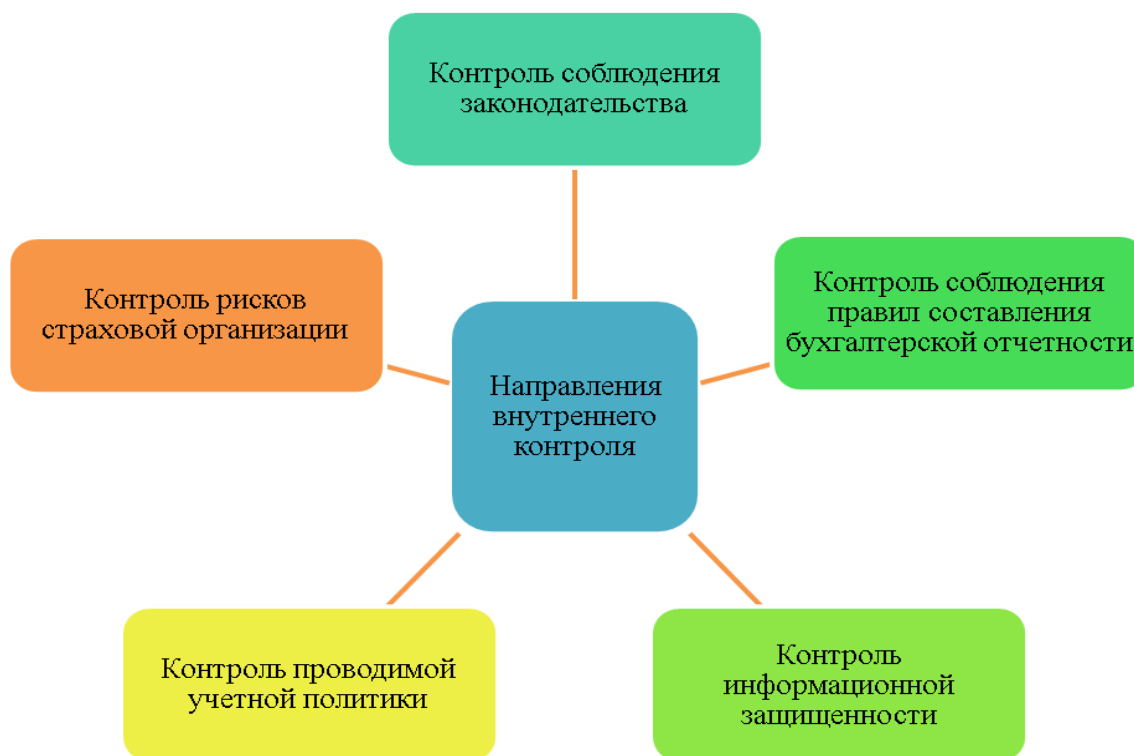 Контроль соблюдения
законодательства
Контроль рисков
страховой организации
Контроль соблюдения
правил составления
бухгалтерской отчетности
Направления
внутреннего
контроля
Контроль проводимой
учетной политики
Контроль
информационной
защищенности